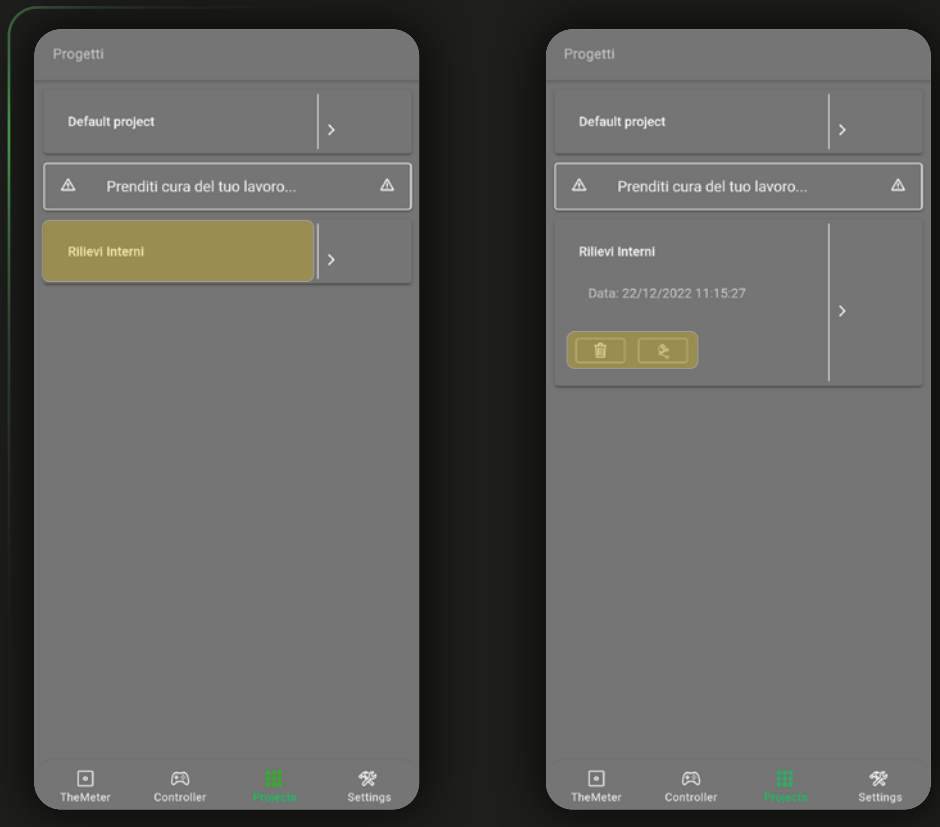 Progetti
Default project
Prenditi cura del tuo lavoro...
Rilievi Interni
TheMeter
Controller
Projects
Settings
Progetti
Default project
Prenditi cura del tuo lavoro...
Rilievi Interni
Data: 22/12/2022 11:15:27
TheMeter
Controller
Projects
Settings